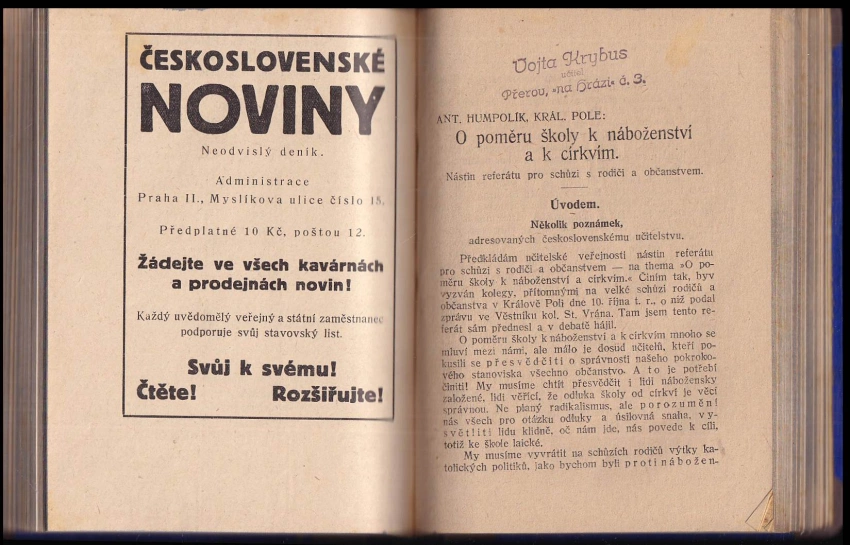 ČESKOSLOVENSKÉ
NOVINY
Neodvislý deník.
Administrace
Praha II., Myslíkova ulice číslo 15.
Předplatné 10 Kč, poštou 12.
Žádejte ve všech kavárnách
a prodejnách novin!
Každý uvědomělý veřejný a státní zaměstnanec
podporuje svůj stavovský list.
Svůj k svému!
Čtěte! Rozšiřujte!
Vojta Krybus
učitel
Přerov, „na hrázi“ č. 3.
ANT. HUMPOLÍK, KRÁL. POLE:
O poměru školy k náboženství
a k církvím.
Nástin referátu pro schůzi s rodiči a občanstvem.
Úvodem.
Několik poznámek,
adresovaných československému učitelstvu.
Předkládám učitelské veřejnosti nástin referátu
pro schůzi s rodiči a občanstvem — na thema »O po-
měru školy k náboženství a k církvím.« Činím tak, byv
vyzván kolegy, přítomnými na velké schůzi rodičů a
občanstva v Králově Poli dne 10. října t. r., o níž podal
zprávu ve Věstníku kol. St. Vrána. Tam jsem tento re-
ferát sám přednesl a v debatě hájil.
O poměru školy k náboženství a k církvím mnoho se
mluví mezi námi, ale málo je dosud učitelů, kteří po-
kusili se přesvědčiti o správnosti našeho pokroko-
vého stanoviska všechno občanstvo. A to je potřebí
činiti! My musíme chtít přesvědčit i lidi nábožensky
založené, lidi věřící, že odluka školy od církví je věcí
správnou. Ne planý radikalismus, ale porozumění
nás všech pro otázku odluky a úsilovná snaha, vy-
světliti lidu klidně, oč nám jde, nás povede k cíli,
totiž ke škole laické.
My musíme vyvrátit na schůzích rodičů výtky ka-
tolických politiků, jako bychom byli protinábožen-